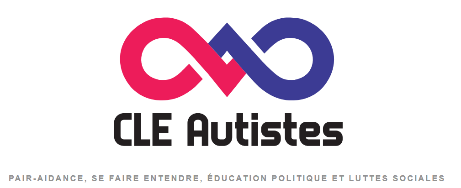 CLE Autistes
PAIR-AIDANCE, SE FAIRE ENTENDRE, ÉDUCATION POLITIQUE ET LUTTES SOCIALES